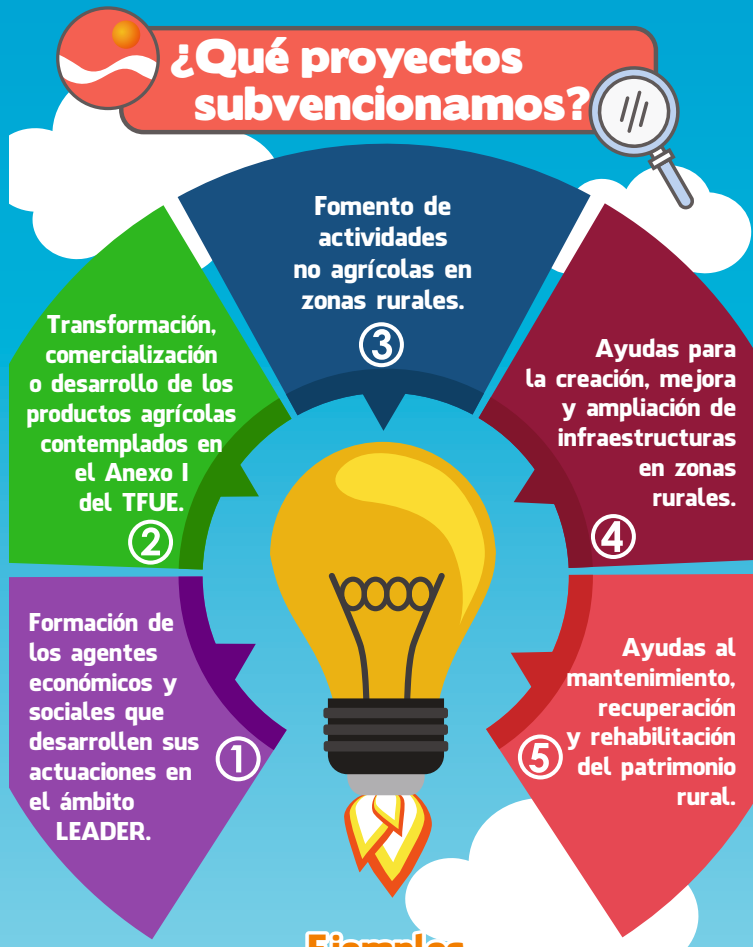 ¿Qué proyectos
subvencionamos?
Formación de
los agentes
económicos y
sociales que
desarrollen sus
actuaciones en
el ámbito
LEADER.
1
Transformación,
comercialización
o desarrollo de los
productos agrícolas
contemplados en
el Anexo I
del TFUE.
2
Fomento de
actividades
no agrícolas en
zonas rurales.
3
Ayudas para
la creación, mejora
y ampliación de
infraestructuras
en zonas
rurales.
4
Ayudas al
mantenimiento,
recuperación
y rehabilitación
del patrimonio
rural.
5
Ejemplos